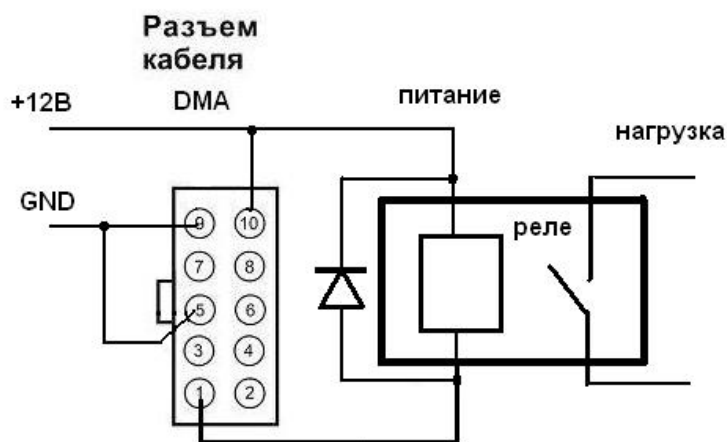 Разъем
кабеля
+12В
DMA
питание
нагрузка
GND
9 10
реле
7 8
5 6
3 4
1 2